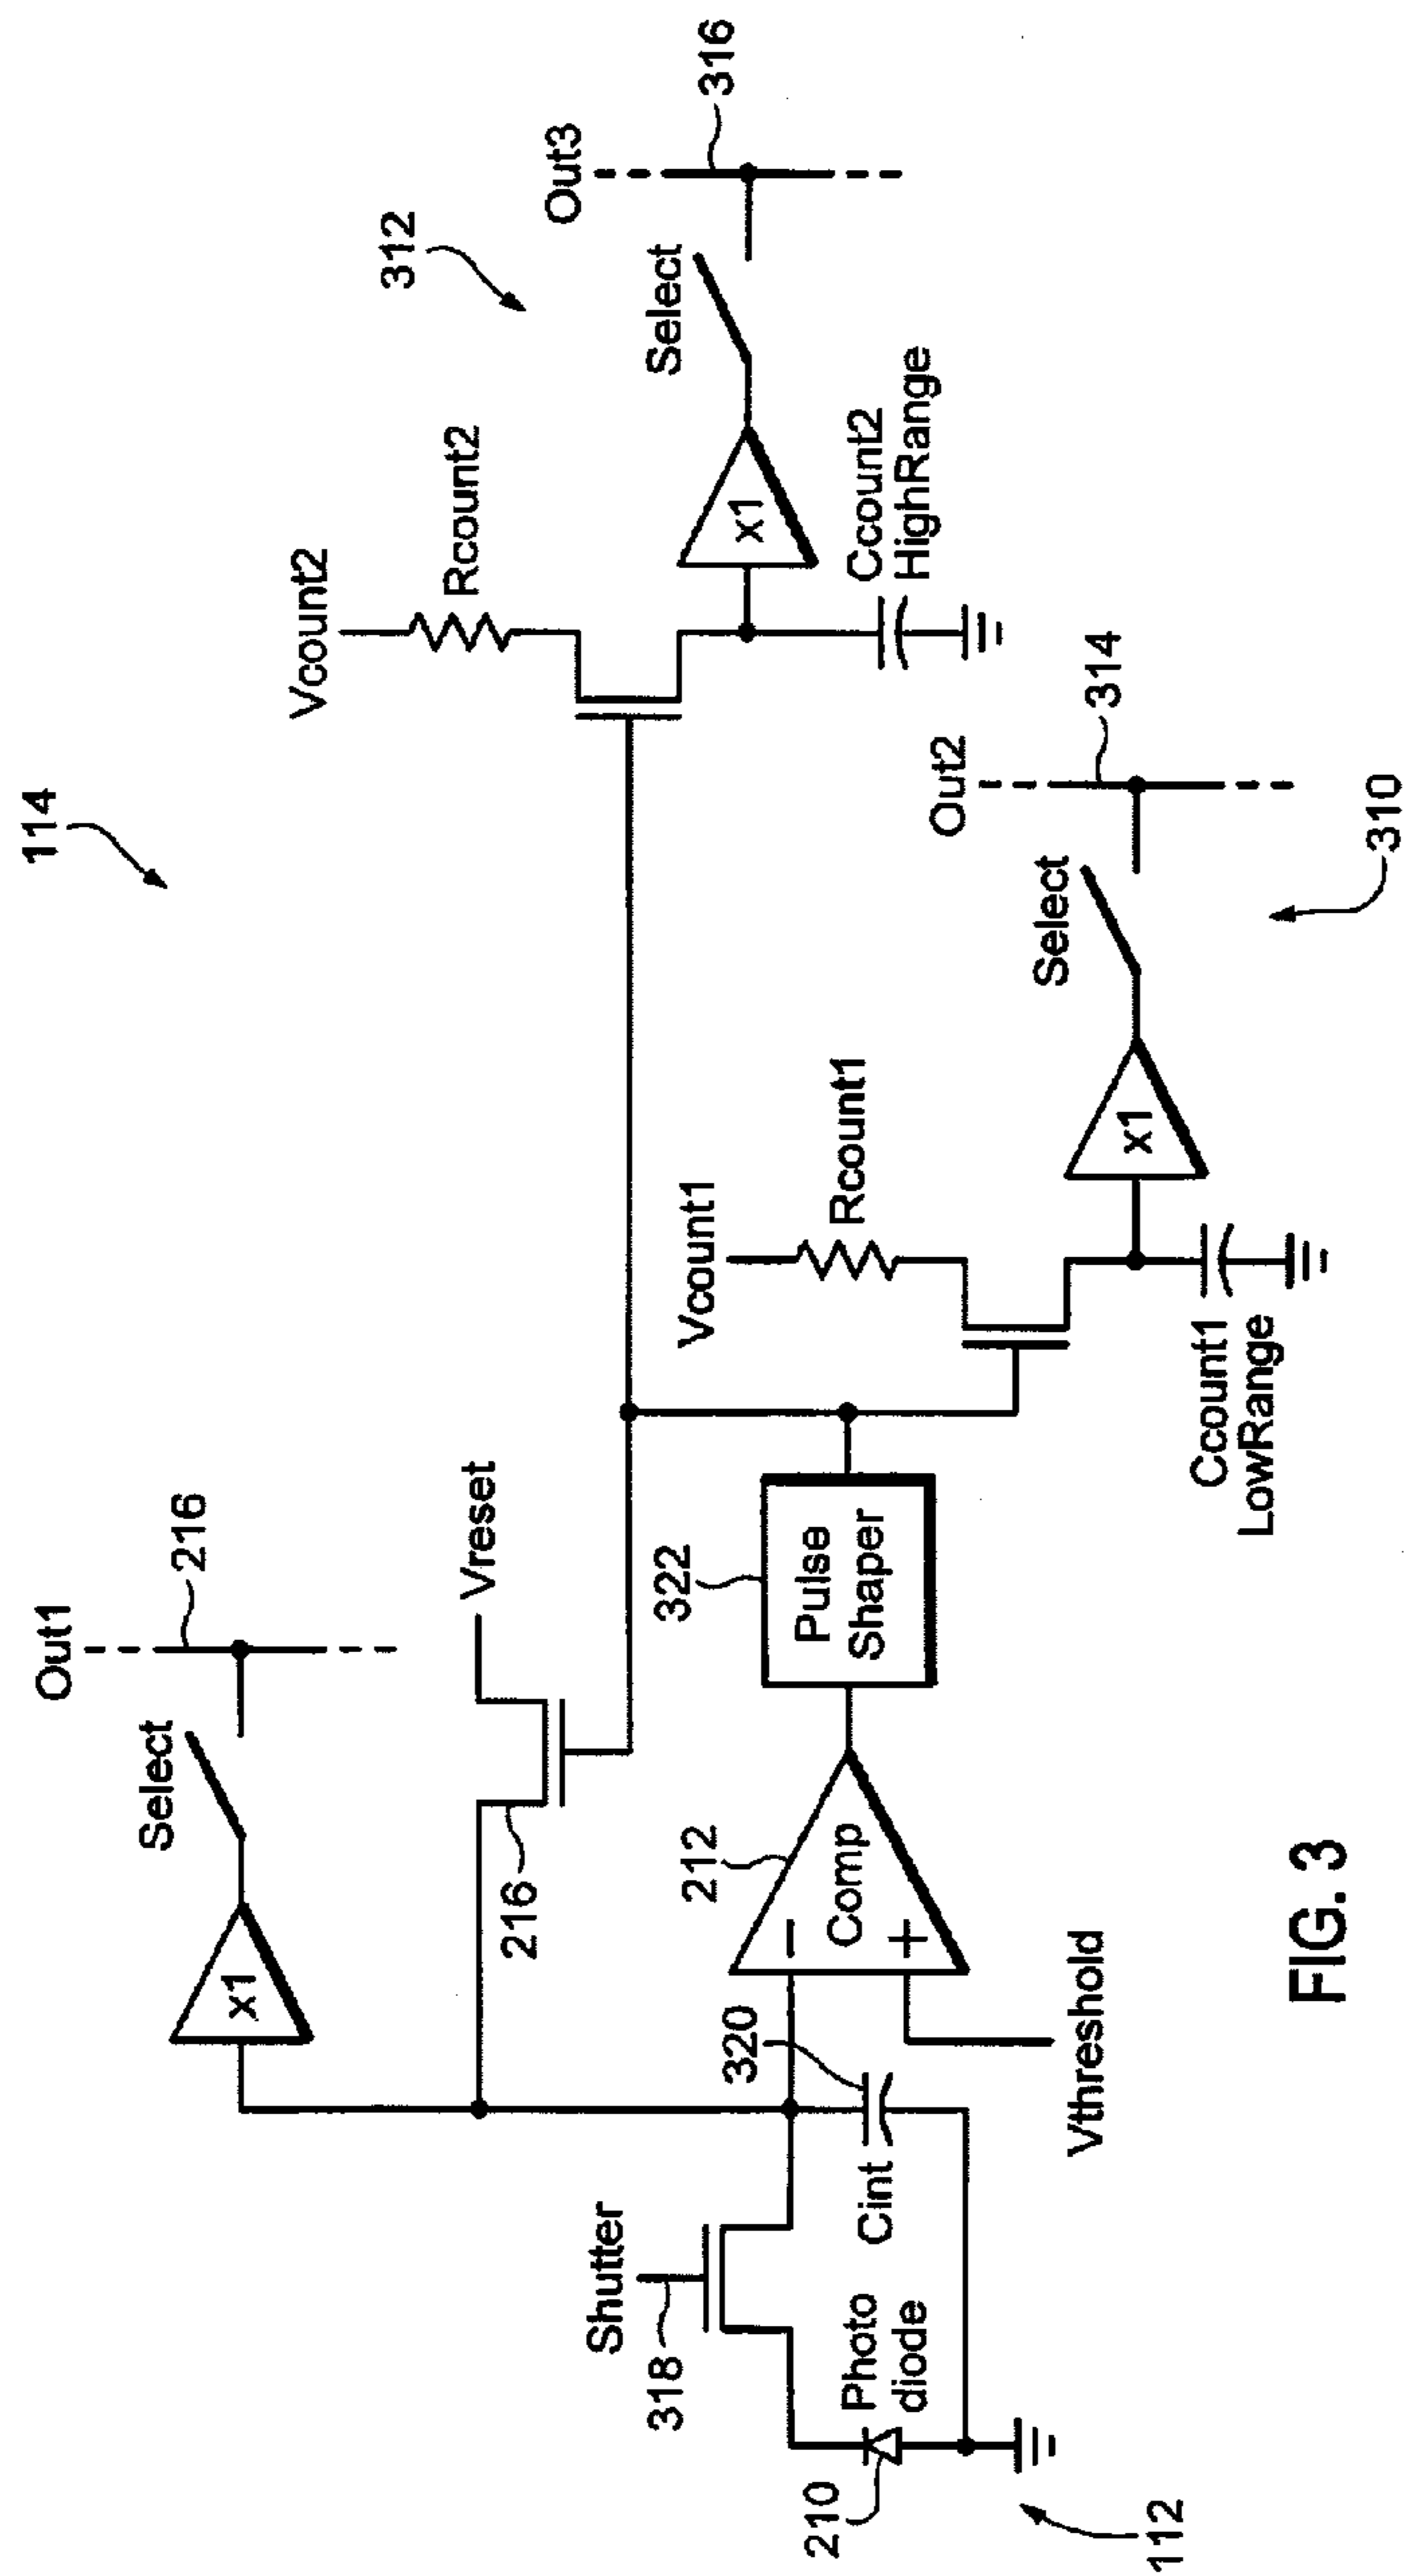 114
Out1
216
Select
x1
Vreset
216
Vcount2
Rcount2
312
Out3
316
Select
x1
Ccount2
HighRange
Shutter
318
320
212
Comp
−
+
322
Pulse
Shaper
Vcount1
Rcount1
Out2
314
Select
x1
310
Ccount1
LowRange
Photo
diode
Cint
210
Vthreshold
112
FIG. 3